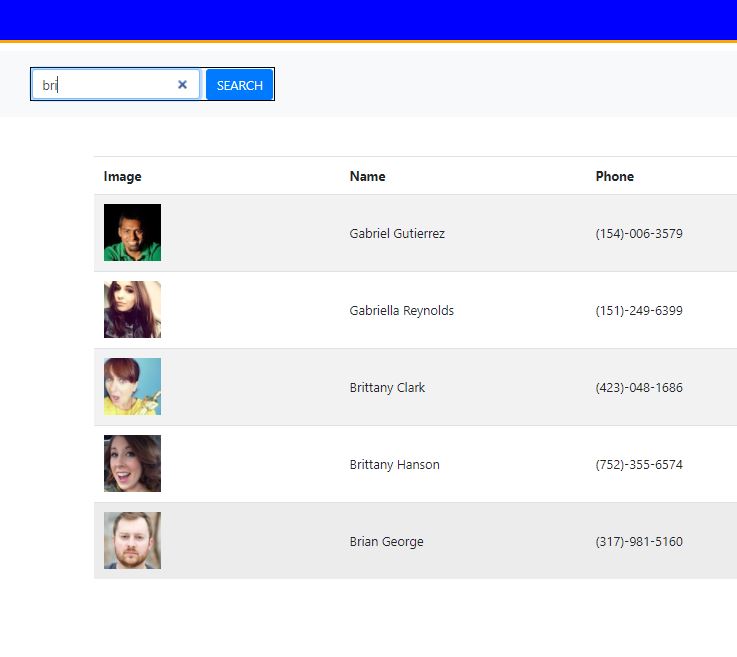 bri × SEARCH
Image Name Phone
Gabriel Gutierrez (154)-006-3579
Gabriella Reynolds (151)-249-6399
Brittany Clark (423)-048-1686
Brittany Hanson (752)-355-6574
Brian George (317)-981-5160